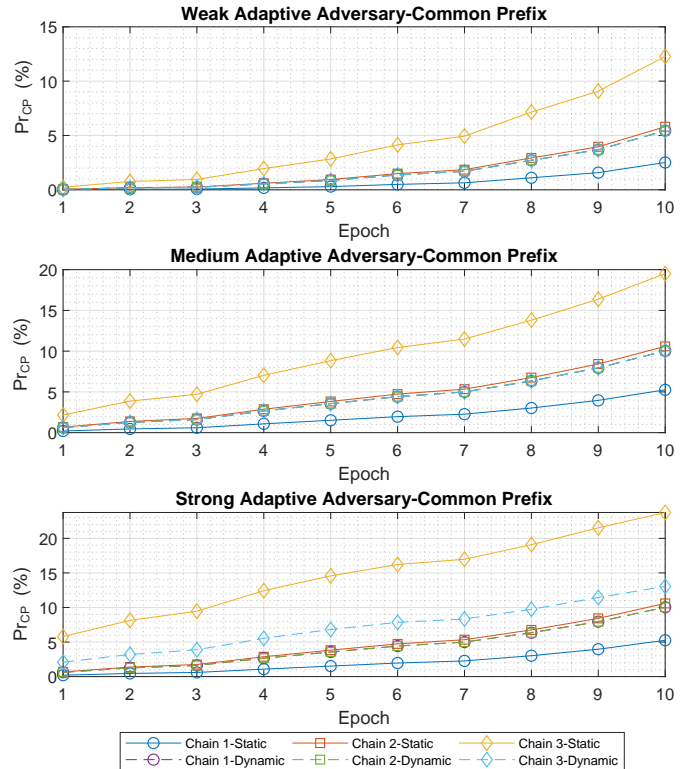 Weak Adaptive Adversary-Common Prefix
15
10
5
0
Pr_CP (%)
1 2 3 4 5 6 7 8 9 10
Epoch
Medium Adaptive Adversary-Common Prefix
20
15
10
5
0
Pr_CP (%)
1 2 3 4 5 6 7 8 9 10
Epoch
Strong Adaptive Adversary-Common Prefix
20
15
10
5
0
Pr_CP (%)
1 2 3 4 5 6 7 8 9 10
Epoch
Chain 1-Static Chain 2-Static Chain 3-Static
Chain 1-Dynamic Chain 2-Dynamic Chain 3-Dynamic